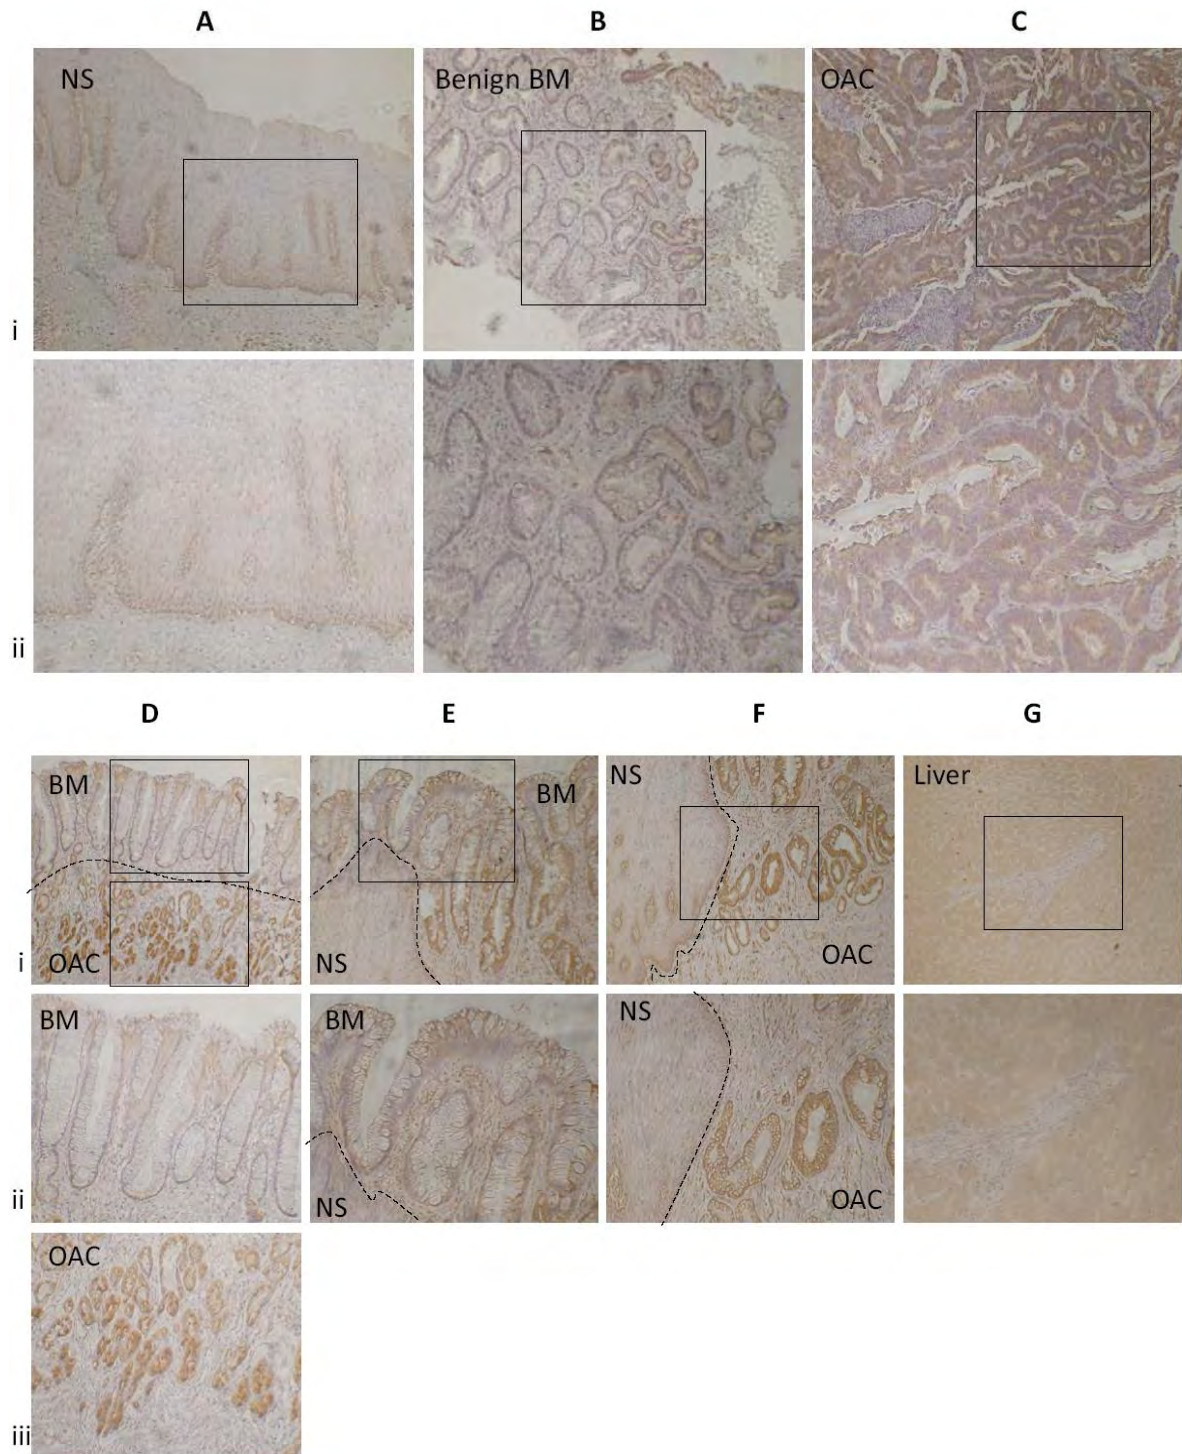 A B C
NS Benign BM OAC
i
ii
D E F G
BM BM NS Liver
i OAC NS OAC
BM BM NS
ii NS OAC
OAC
iii